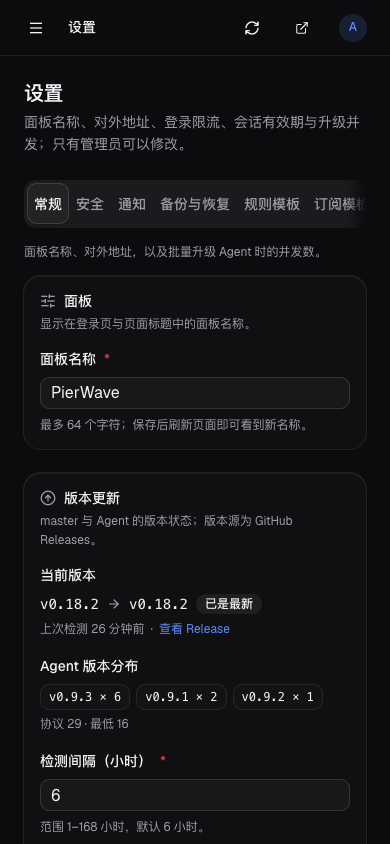 设置
A
设置
面板名称、对外地址、登录限流、会话有效期与升级并
发；只有管理员可以修改。
常规 安全 通知 备份与恢复 规则模板 订阅模
面板名称、对外地址，以及批量升级 Agent 时的并发数。
面板
显示在登录页与页面标题中的面板名称。
面板名称 *
PierWave
最多 64 个字符；保存后刷新页面即可看到新名称。
版本更新
master 与 Agent 的版本状态；版本源为 GitHub
Releases。
当前版本
v0.18.2 → v0.18.2 已是最新
上次检测 26 分钟前 · 查看 Release
Agent 版本分布
v0.9.3 × 6 v0.9.1 × 2 v0.9.2 × 1
协议 29 · 最低 16
检测间隔（小时） *
6
范围 1–168 小时，默认 6 小时。